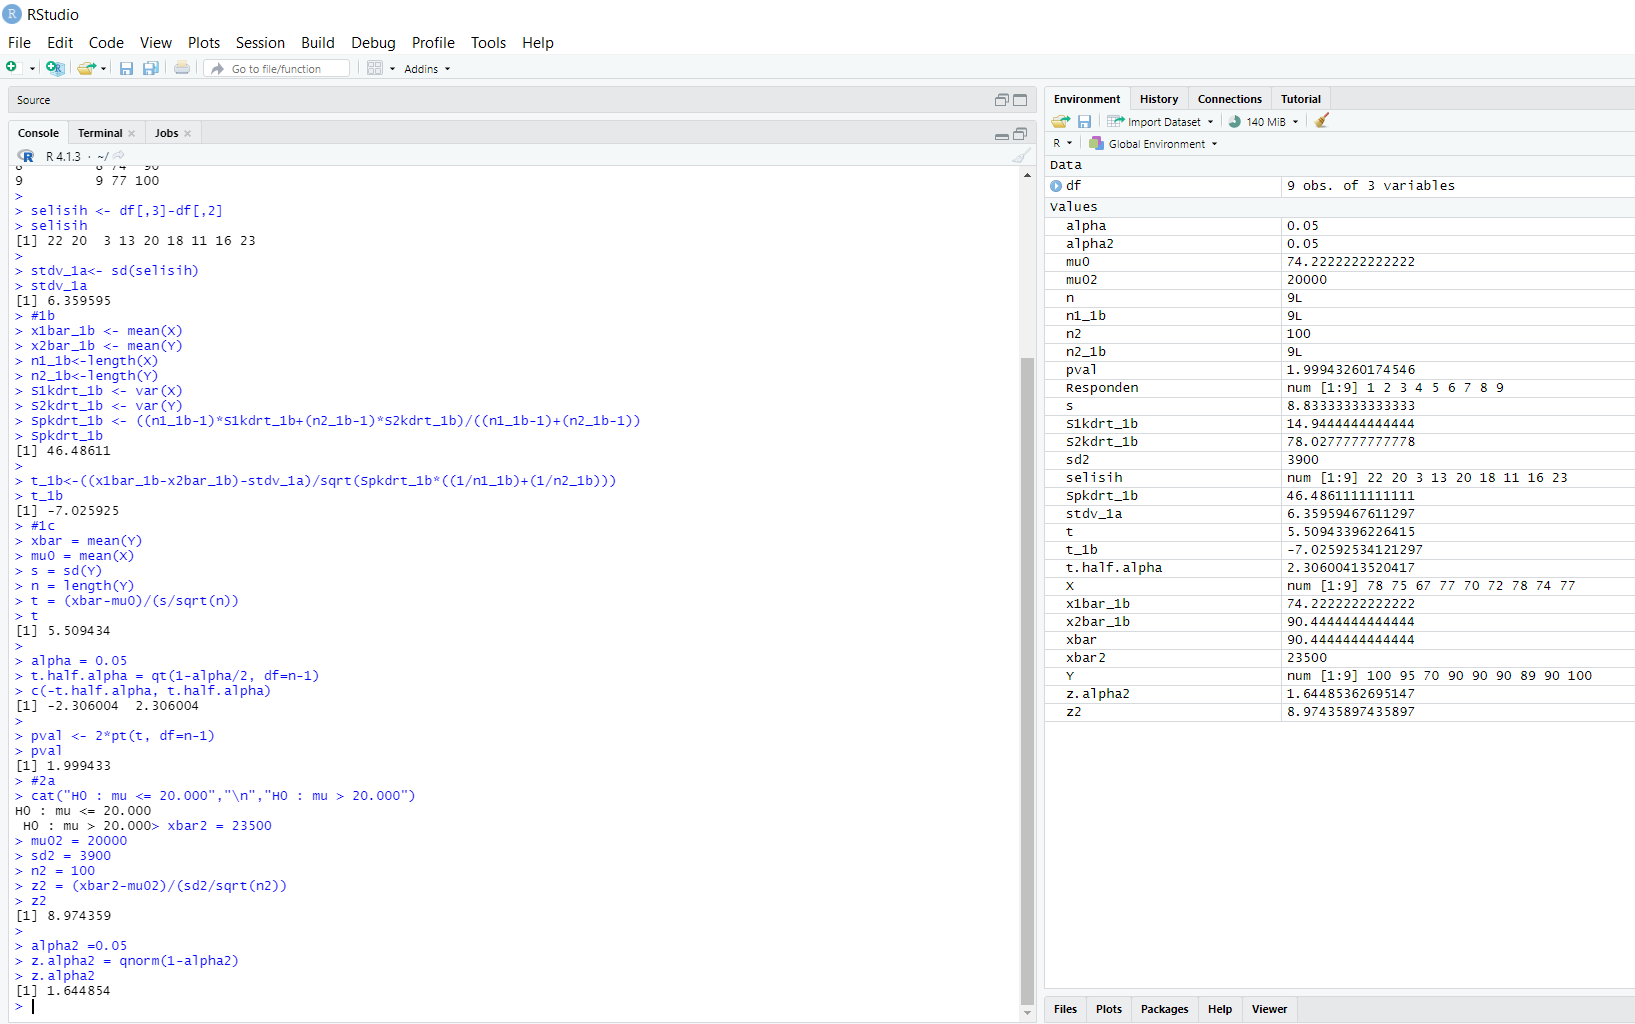 RStudio
File Edit Code View Plots Session Build Debug Profile Tools Help
Go to file/function Addins
Source
Console Terminal Jobs
R 4.1.3 · ~/
8 8 74 90
9 9 77 100
>
> selisih <- df[,3]-df[,2]
> selisih
[1] 22 20  3 13 20 18 11 16 23
>
> stdv_1a<- sd(selisih)
> stdv_1a
[1] 6.359595
> #1b
> x1bar_1b <- mean(X)
> x2bar_1b <- mean(Y)
> n1_1b<-length(X)
> n2_1b<-length(Y)
> S1kdrt_1b <- var(X)
> S2kdrt_1b <- var(Y)
> Spkdrt_1b <- ((n1_1b-1)*S1kdrt_1b+(n2_1b-1)*S2kdrt_1b)/((n1_1b-1)+(n2_1b-1))
> Spkdrt_1b
[1] 46.48611
>
> t_1b<-((x1bar_1b-x2bar_1b)-stdv_1a)/sqrt(Spkdrt_1b*((1/n1_1b)+(1/n2_1b)))
> t_1b
[1] -7.025925
> #1c
> xbar = mean(Y)
> mu0 = mean(X)
> s = sd(Y)
> n = length(Y)
> t = (xbar-mu0)/(s/sqrt(n))
> t
[1] 5.509434
>
> alpha = 0.05
> t.half.alpha = qt(1-alpha/2, df=n-1)
> c(-t.half.alpha, t.half.alpha)
[1] -2.306004  2.306004
>
> pval <- 2*pt(t, df=n-1)
> pval
[1] 1.999433
> #2a
> cat("H0 : mu <= 20.000","\n","H0 : mu > 20.000")
H0 : mu <= 20.000
 H0 : mu > 20.000> xbar2 = 23500
> mu02 = 20000
> sd2 = 3900
> n2 = 100
> z2 = (xbar2-mu02)/(sd2/sqrt(n2))
> z2
[1] 8.974359
>
> alpha2 =0.05
> z.alpha2 = qnorm(1-alpha2)
> z.alpha2
[1] 1.644854
>
Environment History Connections Tutorial
Import Dataset 140 MiB
R Global Environment
Data
df 9 obs. of 3 variables
Values
alpha 0.05
alpha2 0.05
mu0 74.2222222222222
mu02 20000
n 9L
n1_1b 9L
n2 100
n2_1b 9L
pval 1.99943260174546
Responden num [1:9] 1 2 3 4 5 6 7 8 9
s 8.83333333333333
S1kdrt_1b 14.9444444444444
S2kdrt_1b 78.0277777777778
sd2 3900
selisih num [1:9] 22 20 3 13 20 18 11 16 23
Spkdrt_1b 46.4861111111111
stdv_1a 6.35959467611297
t 5.50943396226415
t_1b -7.02592534121297
t.half.alpha 2.30600413520417
X num [1:9] 78 75 67 77 70 72 78 74 77
x1bar_1b 74.2222222222222
x2bar_1b 90.4444444444444
xbar 90.4444444444444
xbar2 23500
Y num [1:9] 100 95 70 90 90 90 89 90 100
z.alpha2 1.64485362695147
z2 8.97435897435897
Files Plots Packages Help Viewer